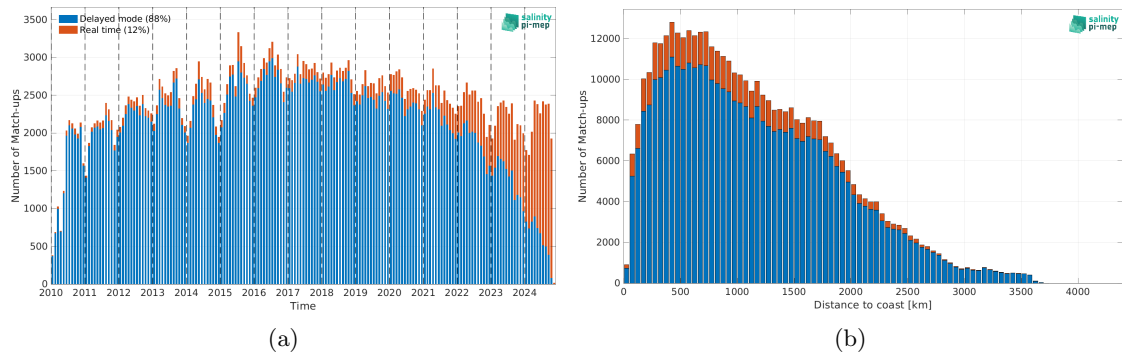 Delayed mode (88%)
Real time (12%)
salinity
pi-mep
Number of Match-ups
3500
3000
2500
2000
1500
1000
500
0
2010 2011 2012 2013 2014 2015 2016 2017 2018 2019 2020 2021 2022 2023 2024
Time
(a)
salinity
pi-mep
Number of Match-ups
12000
10000
8000
6000
4000
2000
0
0 500 1000 1500 2000 2500 3000 3500 4000
Distance to coast [km]
(b)